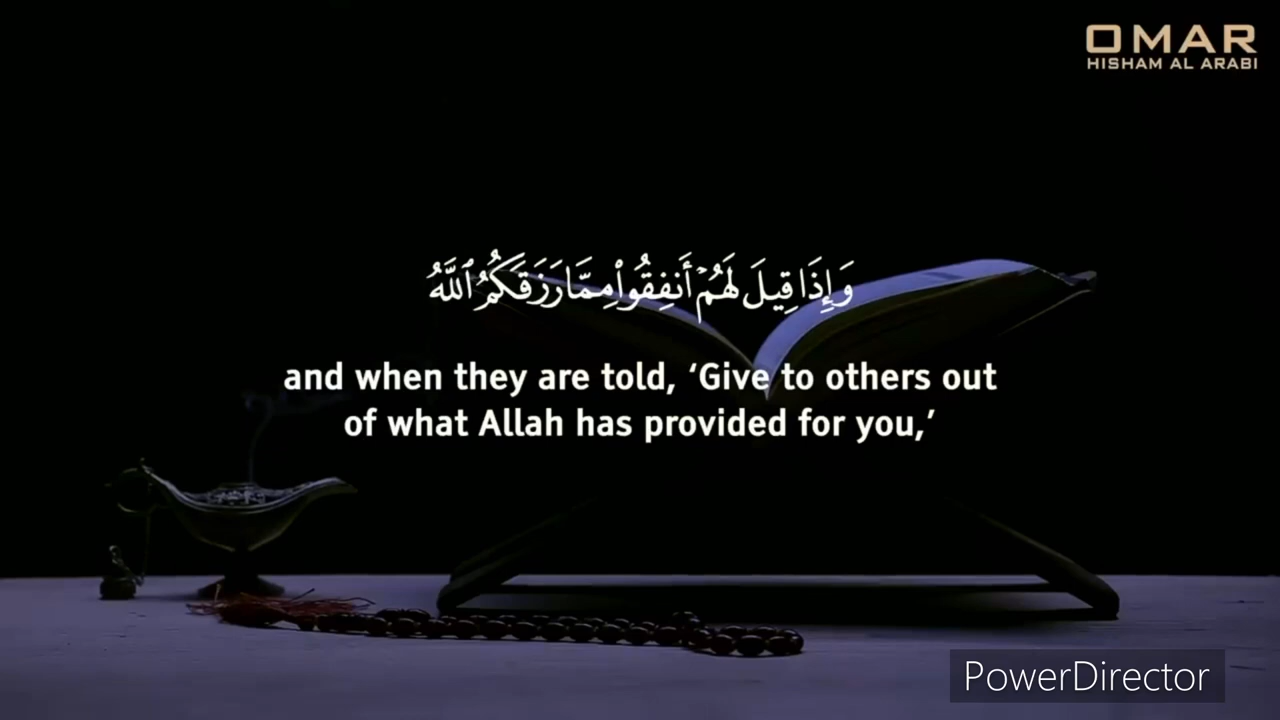 OMAR
HISHAM AL ARABI
وَإِذَا قِيلَ لَهُمْ أَنفِقُوا۟ مِمَّا رَزَقَكُمُ ٱللَّهُ
and when they are told, ‘Give to others out
of what Allah has provided for you,’
PowerDirector